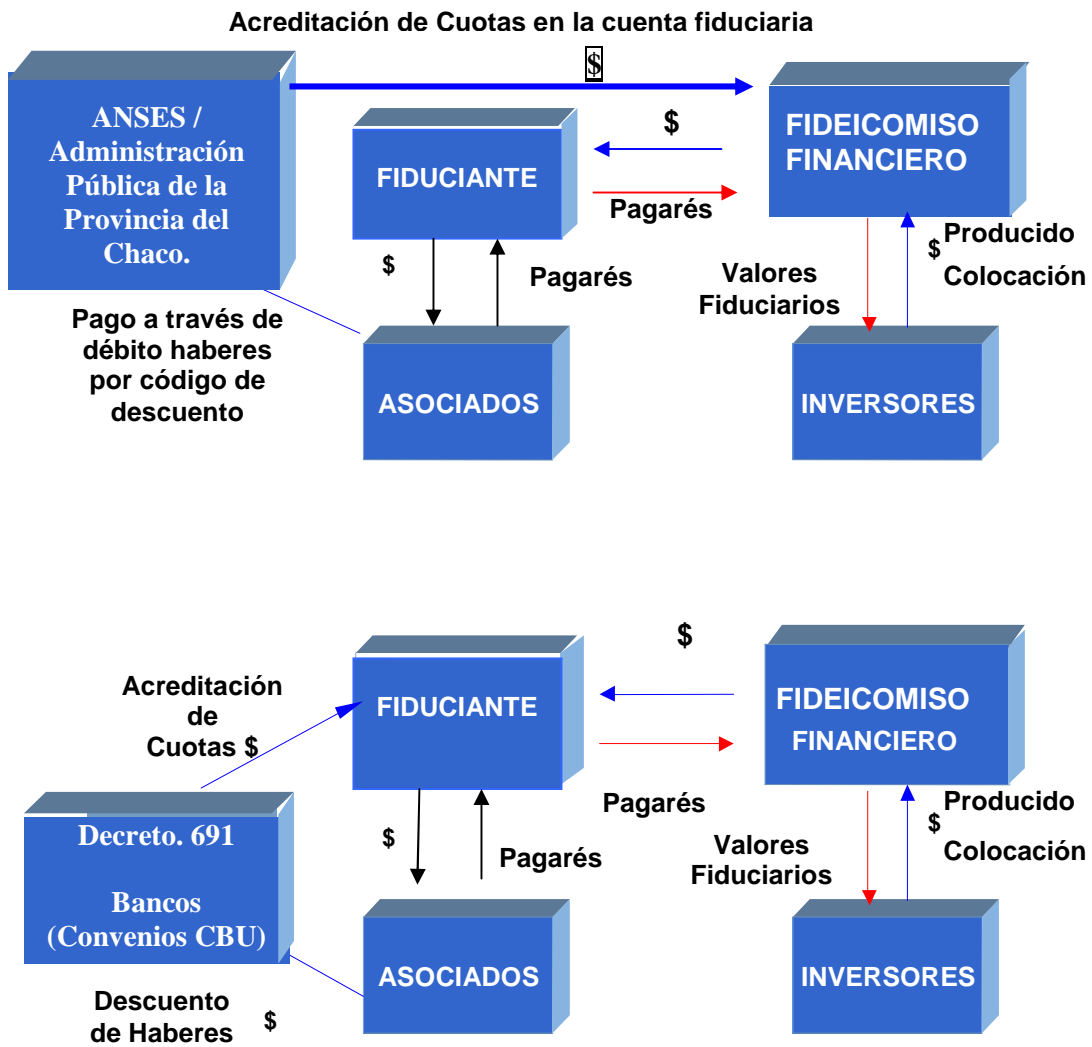 Acreditación de Cuotas en la cuenta fiduciaria
$
ANSES /
Administración
Pública de la
Provincia del
Chaco.
FIDUCIANTE
$
Pagarés
FIDEICOMISO
FINANCIERO
$
Pagarés
Valores
Fiduciarios
$
Producido
Colocación
Pago a través de
débito haberes
por código de
descuento
ASOCIADOS
INVERSORES
Acreditación
de
Cuotas $
FIDUCIANTE
$
Pagarés
FIDEICOMISO
FINANCIERO
Decreto. 691
Bancos
(Convenios CBU)
$
Pagarés
Valores
Fiduciarios
$
Producido
Colocación
ASOCIADOS
INVERSORES
Descuento
de Haberes
$